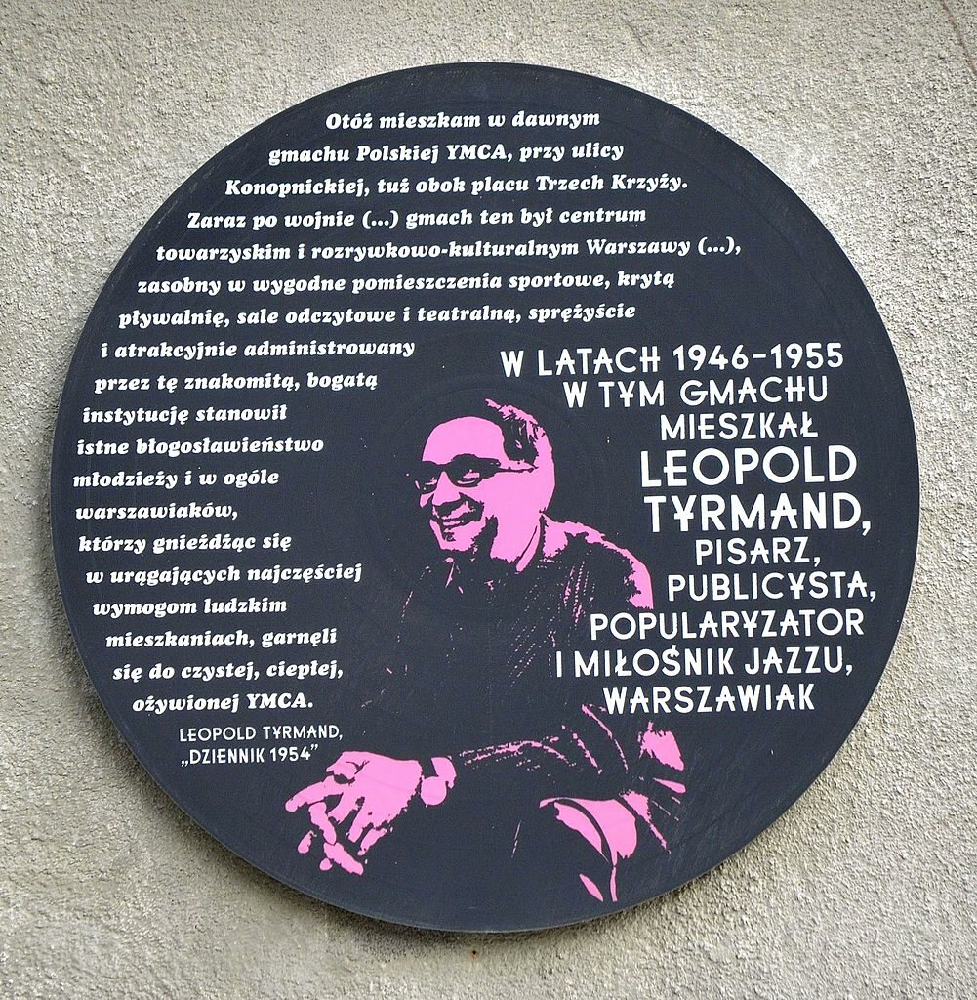 Otóż mieszkam w dawnym
gmachu Polskiej YMCA, przy ulicy
Konopnickiej, tuż obok placu Trzech Krzyży.
Zaraz po wojnie (...) gmach ten był centrum
towarzyskim i rozrywkowo-kulturalnym Warszawy (...),
zasobny w wygodne pomieszczenia sportowe, krytą
pływalnię, sale odczytowe i teatralną, sprężyście
i atrakcyjnie administrowany
przez tę znakomitą, bogatą
instytucję stanowił
istne błogosławieństwo
młodzieży i w ogóle
warszawiaków,
którzy gnieżdżąc się
w urągających najczęściej
wymogom ludzkim
mieszkaniach, garnęli
się do czystej, ciepłej,
ożywionej YMCA.
LEOPOLD TYRMAND,
„DZIENNIK 1954”
W LATACH 1946-1955
W TYM GMACHU
MIESZKAŁ
LEOPOLD
TYRMAND,
PISARZ,
PUBLICYSTA,
POPULARYZATOR
I MIŁOŚNIK JAZZU,
WARSZAWIAK